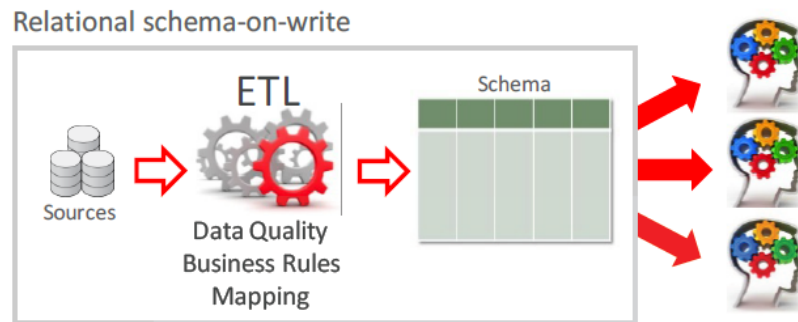 Relational schema-on-write
ETL
Schema
Sources
Data Quality
Business Rules
Mapping